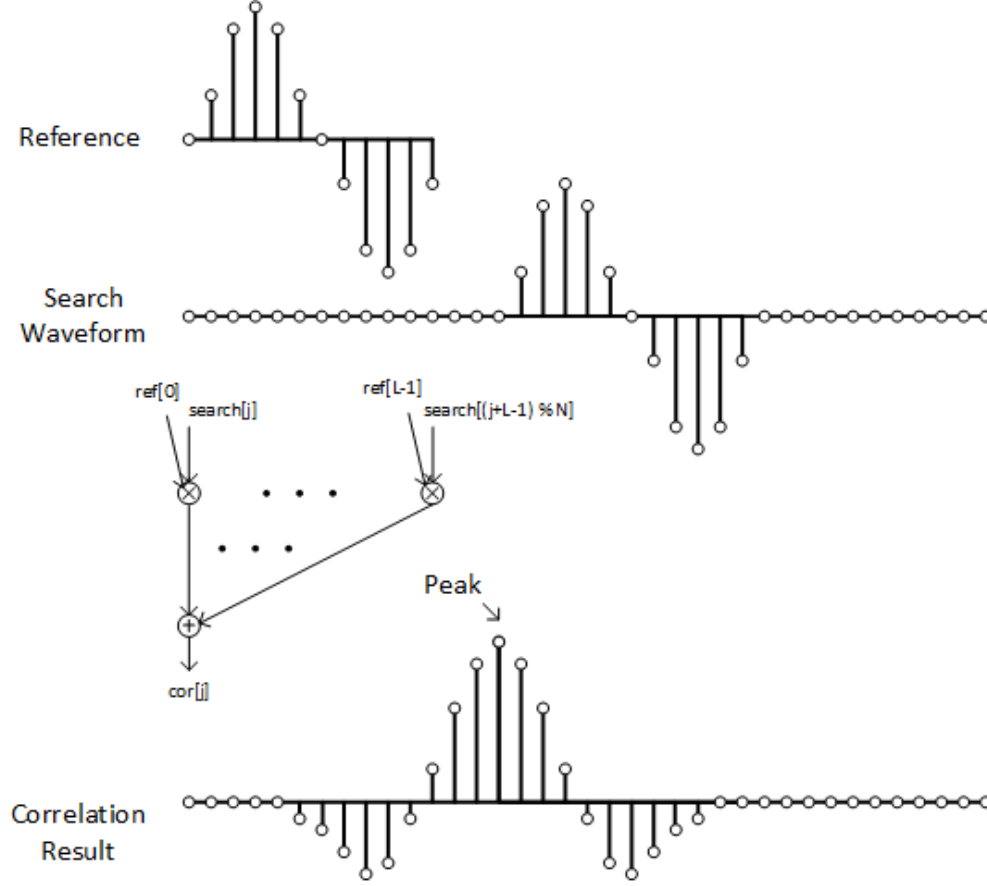 Reference
Search
Waveform
ref[0]
search[j]
ref[L-1]
search[(j+L-1) %N]
Peak
cor[j]
Correlation
Result